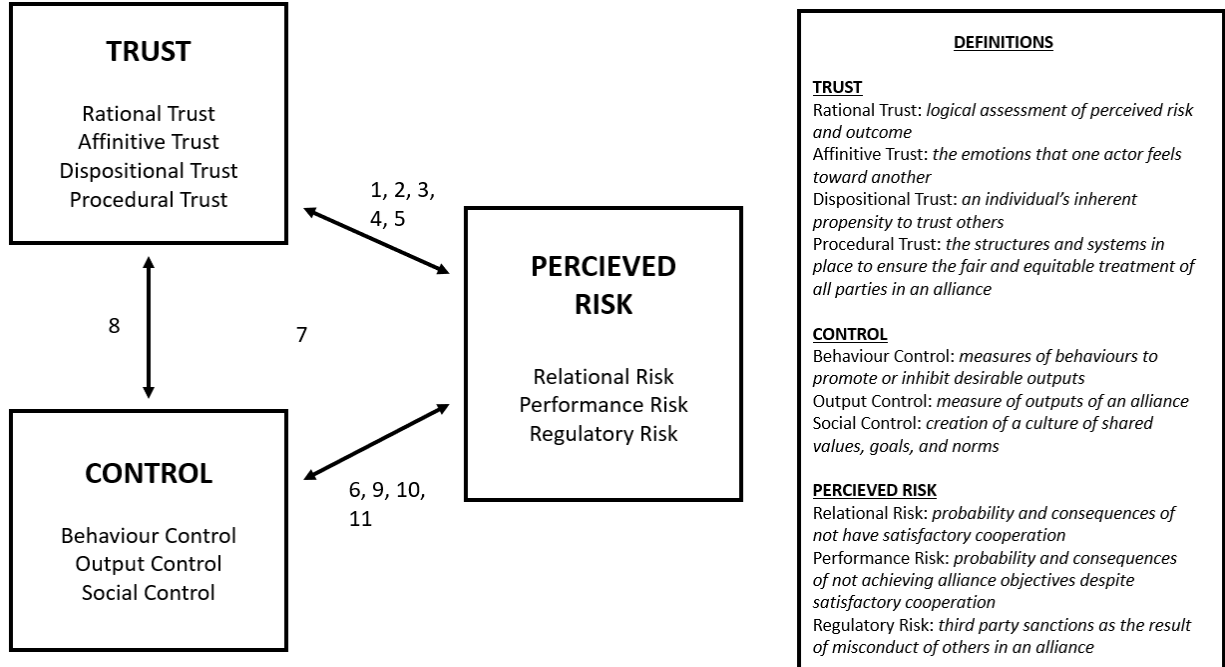 TRUST
Rational Trust
Affinitive Trust
Dispositional Trust
Procedural Trust
1, 2, 3,
4, 5
PERCIEVED
RISK
Relational Risk
Performance Risk
Regulatory Risk
8
7
CONTROL
Behaviour Control
Output Control
Social Control
6, 9, 10,
11
DEFINITIONS
TRUST
Rational Trust: logical assessment of perceived risk
and outcome
Affinitive Trust: the emotions that one actor feels
toward another
Dispositional Trust: an individual's inherent
propensity to trust others
Procedural Trust: the structures and systems in
place to ensure the fair and equitable treatment of
all parties in an alliance
CONTROL
Behaviour Control: measures of behaviours to
promote or inhibit desirable outputs
Output Control: measure of outputs of an alliance
Social Control: creation of a culture of shared
values, goals, and norms
PERCIEVED RISK
Relational Risk: probability and consequences of
not have satisfactory cooperation
Performance Risk: probability and consequences
of not achieving alliance objectives despite
satisfactory cooperation
Regulatory Risk: third party sanctions as the result
of misconduct of others in an alliance